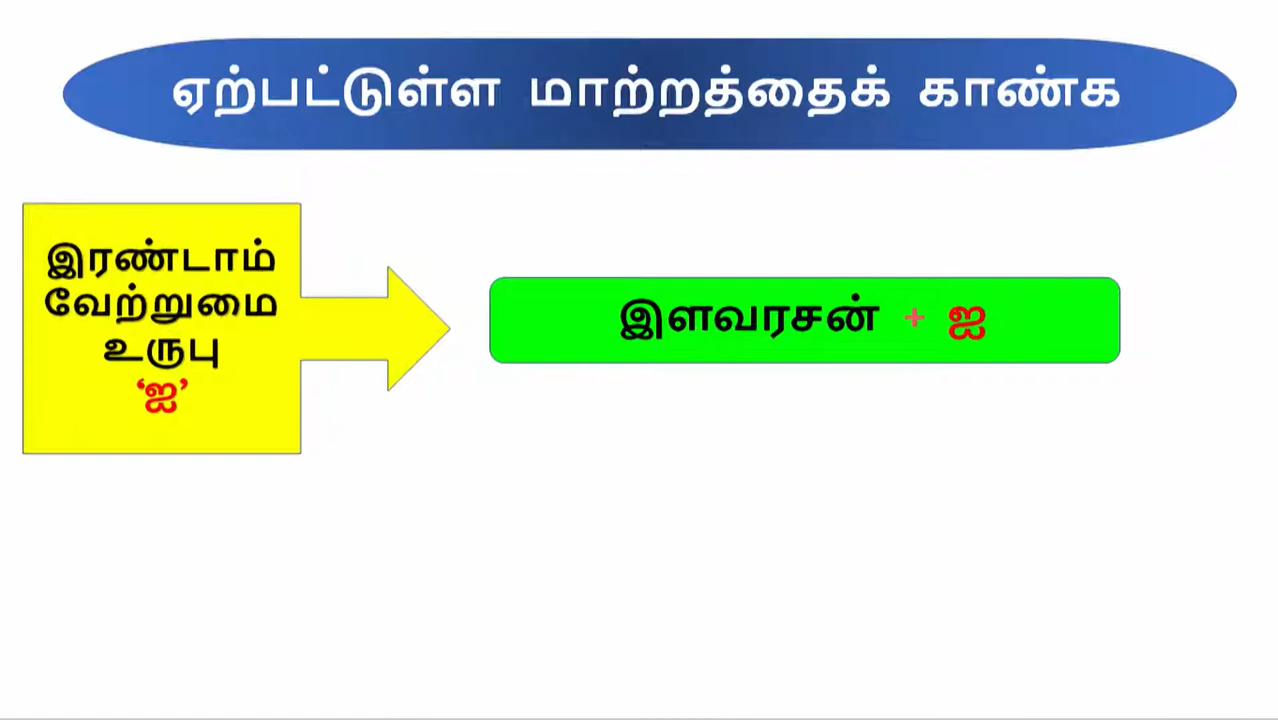 ஏற்பட்டுள்ள மாற்றத்தைக் காண்க
இரண்டாம்
வேற்றுமை
உருபு
‘ஐ’
இளவரசன் + ஐ